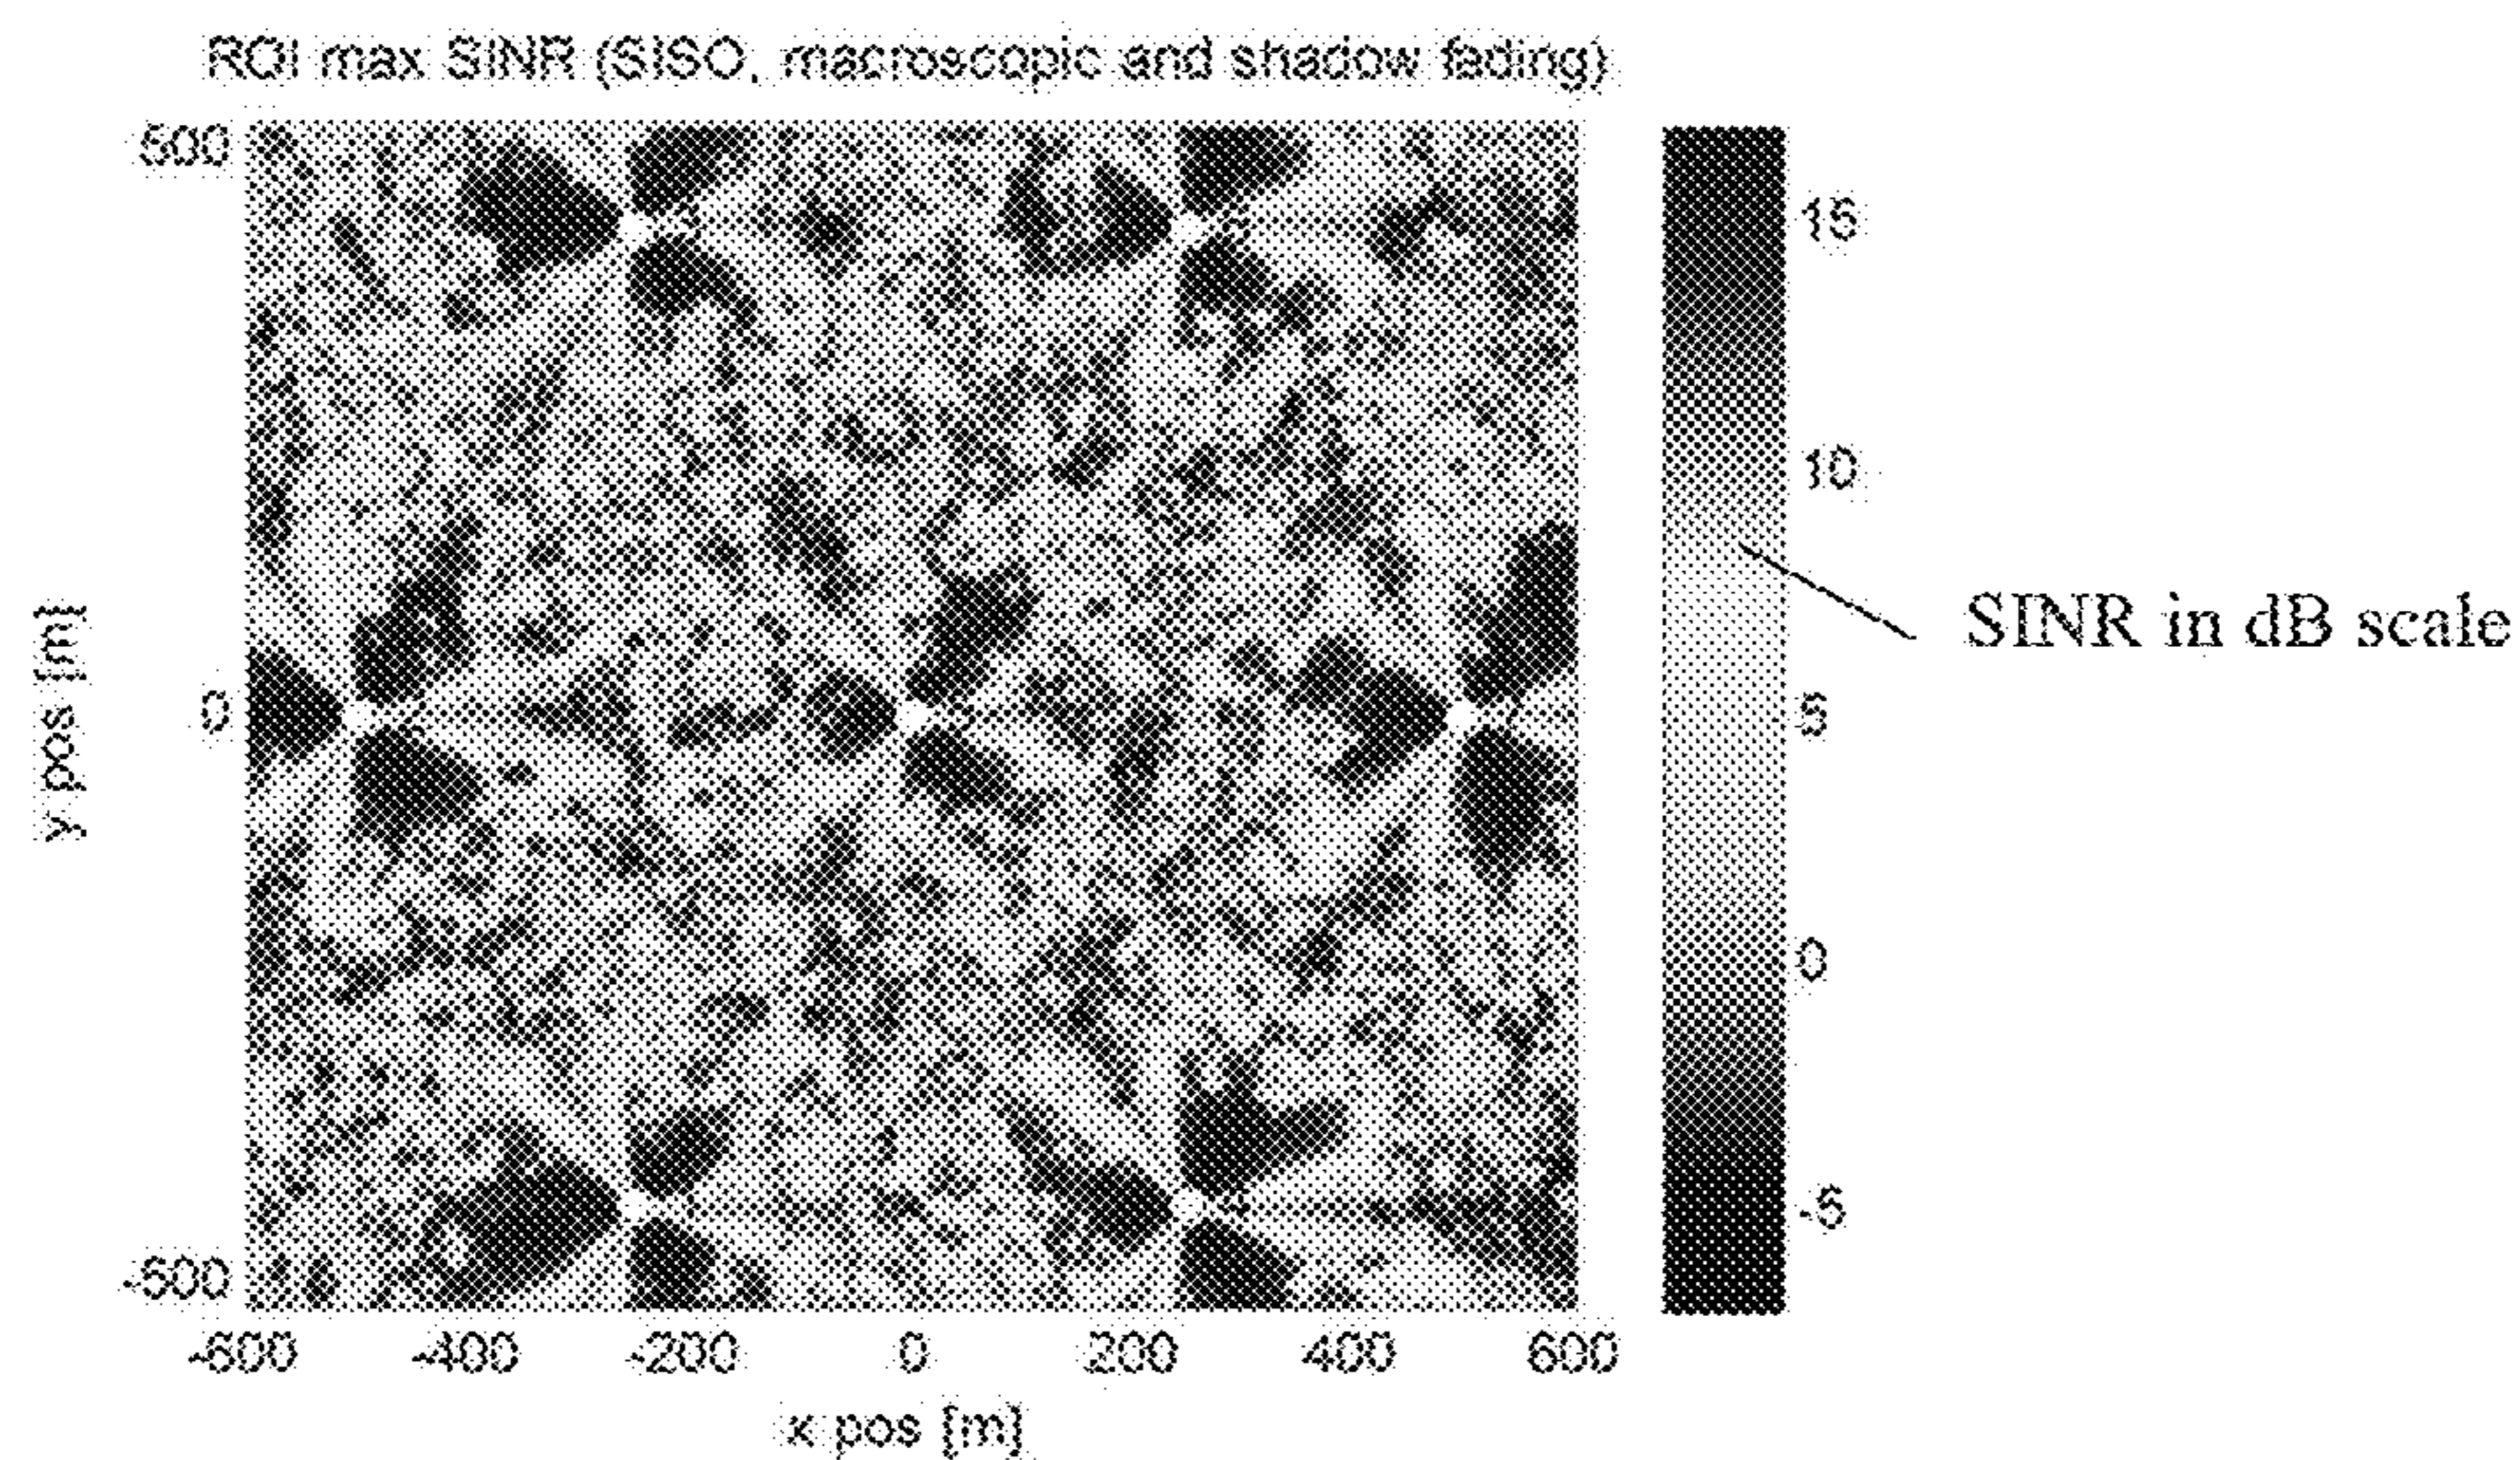 ROI max SINR (SISO, macroscopic and shadow fading)
500
0
-500
y pos [m]
-600 -400 -200 0 200 400 600
x pos [m]
15
10
5
0
-5
SINR in dB scale